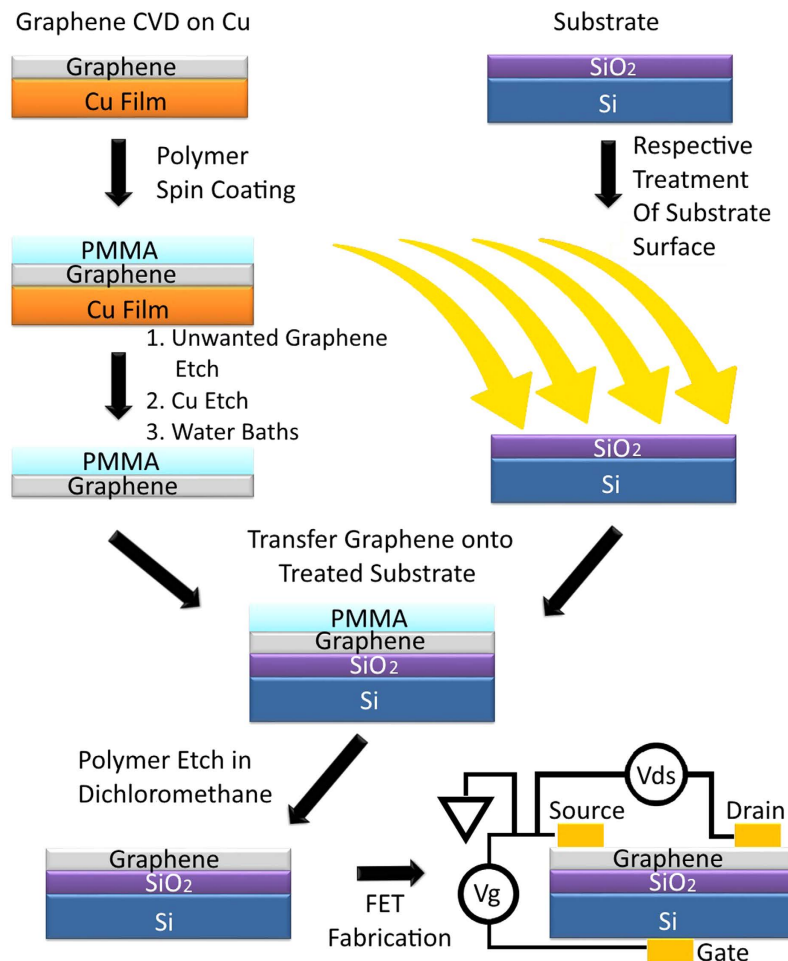 Graphene CVD on Cu
Graphene
Cu Film
Polymer
Spin Coating
PMMA
Graphene
Cu Film
1. Unwanted Graphene
Etch
2. Cu Etch
3. Water Baths
PMMA
Graphene
Substrate
SiO2
Si
Respective
Treatment
Of Substrate
Surface
SiO2
Si
Transfer Graphene onto
Treated Substrate
PMMA
Graphene
SiO2
Si
Polymer Etch in
Dichloromethane
Graphene
SiO2
Si
FET
Fabrication
Vds
Source
Drain
Graphene
Vg
SiO2
Si
Gate